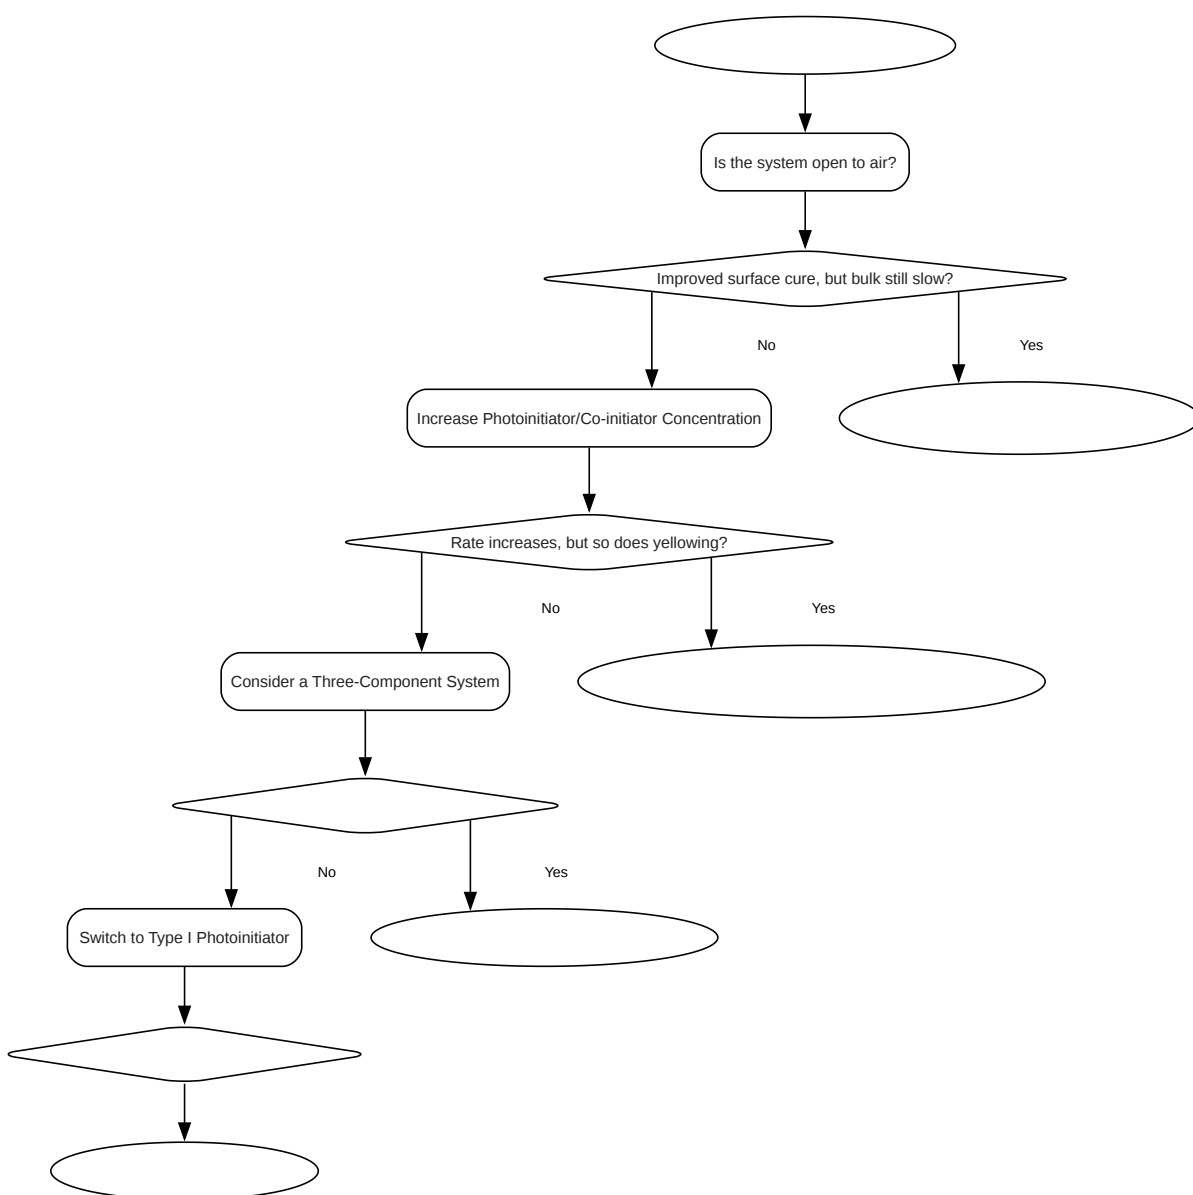 Is the system open to air?
Improved surface cure, but bulk still slow?
No
Yes
Increase Photoinitiator/Co-initiator Concentration
Rate increases, but so does yellowing?
No
Yes
Consider a Three-Component System
No
Yes
Switch to Type I Photoinitiator